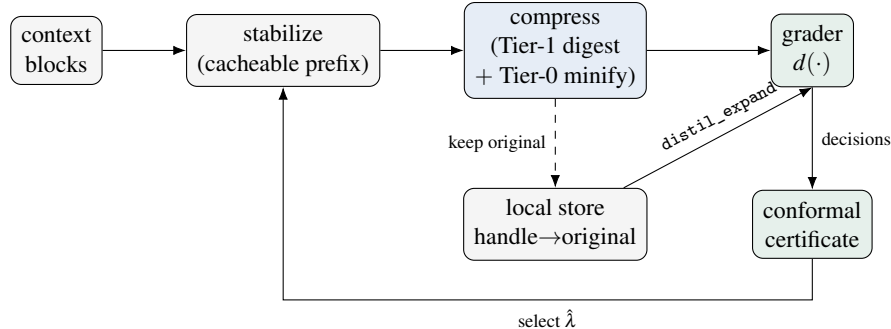 context
blocks
stabilize
(cacheable prefix)
compress
(Tier-1 digest
+ Tier-0 minify)
grader
d(·)
keep original
distil_expand
decisions
local store
handle→original
conformal
certificate
select λ̂